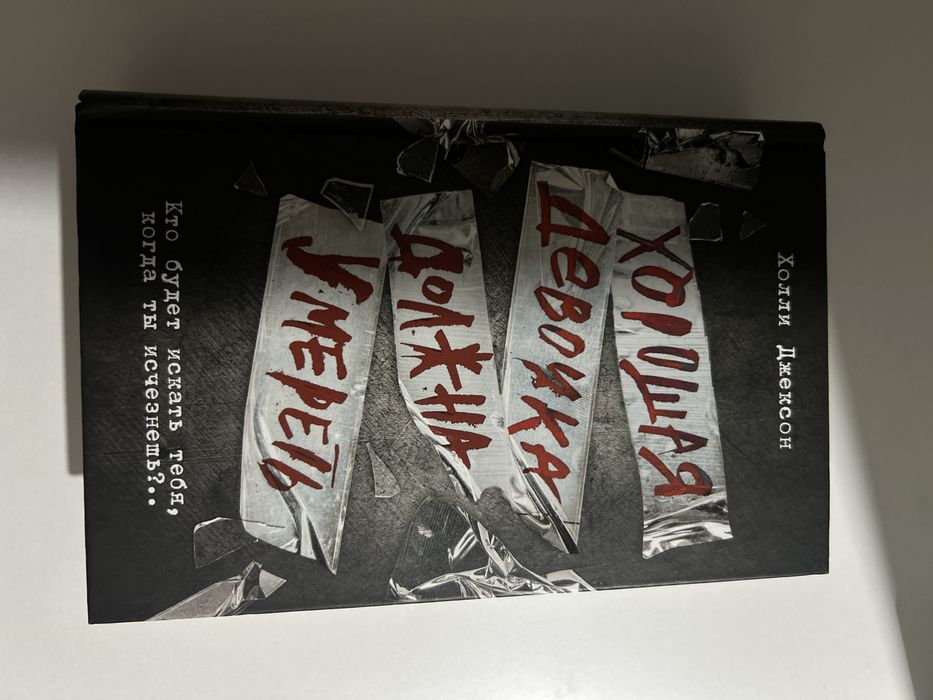 Холли Джексон
ХОРОШАЯ
ДЕВОЧКА
ДОЛЖНА
УМЕРЕТЬ
Кто будет искать тебя,
когда ты исчезнешь?..